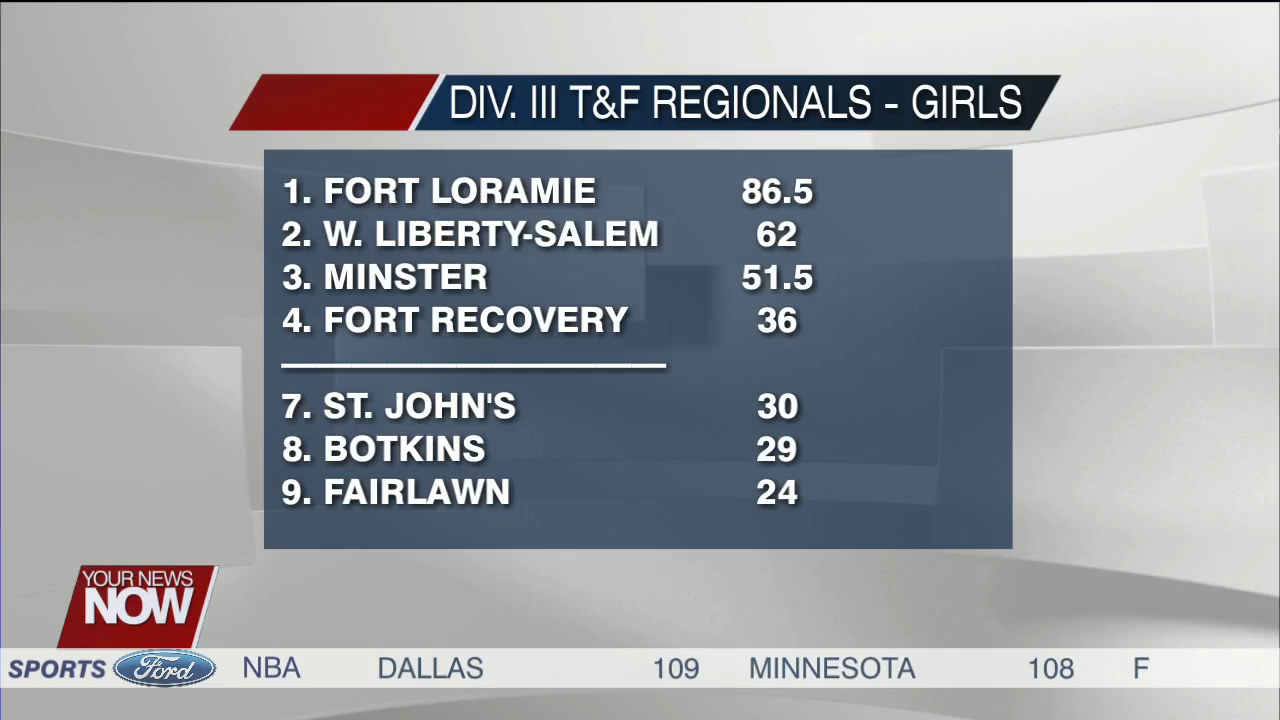 DIV. III T&F REGIONALS - GIRLS
1. FORT LORAMIE 86.5
2. W. LIBERTY-SALEM 62
3. MINSTER 51.5
4. FORT RECOVERY 36
7. ST. JOHN'S 30
8. BOTKINS 29
9. FAIRLAWN 24
YOUR NEWS
NOW
SPORTS Ford NBA DALLAS 109 MINNESOTA 108 F